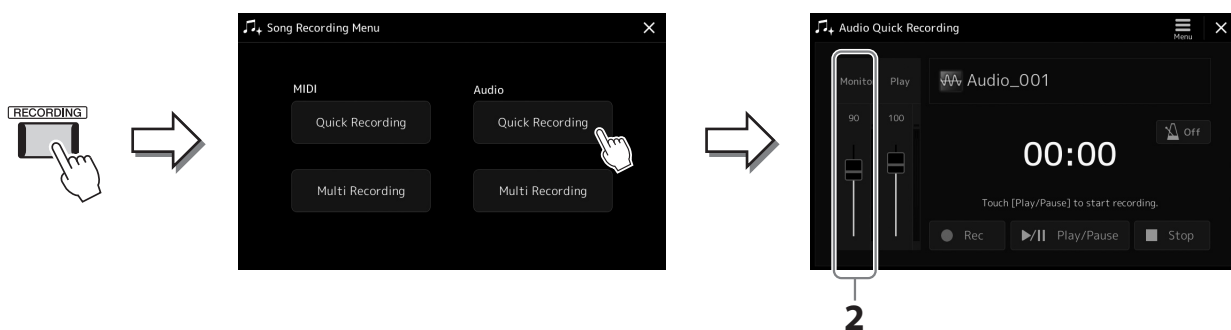 RECORDING
Song Recording Menu
MIDI
Audio
Quick Recording
Quick Recording
Multi Recording
Multi Recording
Audio Quick Recording
Menu
Monitor
Play
Audio_001
90
100
Off
00:00
Touch [Play/Pause] to start recording.
Rec
Play/Pause
Stop
2